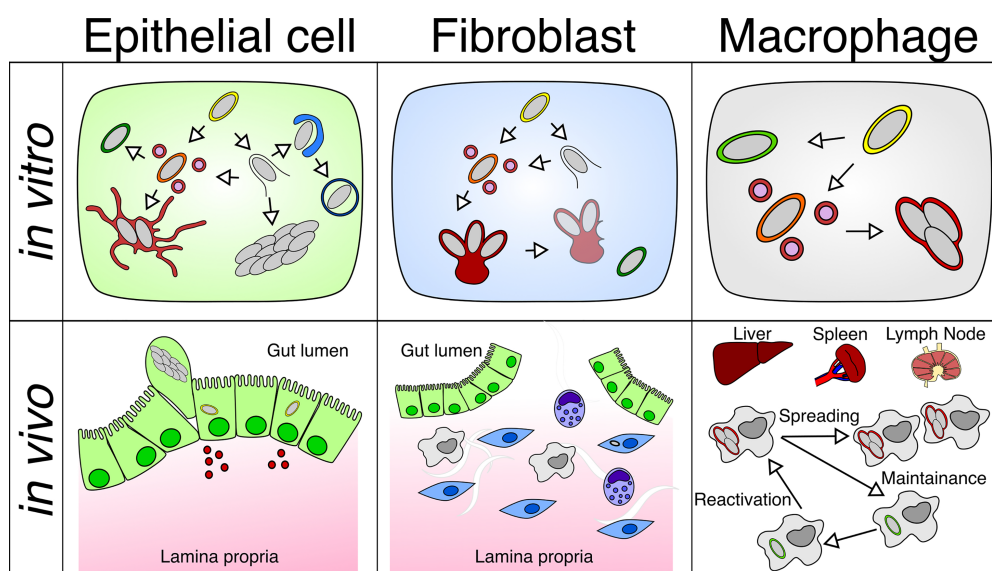 Epithelial cell
Fibroblast
Macrophage
in vitro
in vivo
Gut lumen
Lamina propria
Gut lumen
Lamina propria
Liver
Spleen
Lymph Node
Spreading
Maintainance
Reactivation